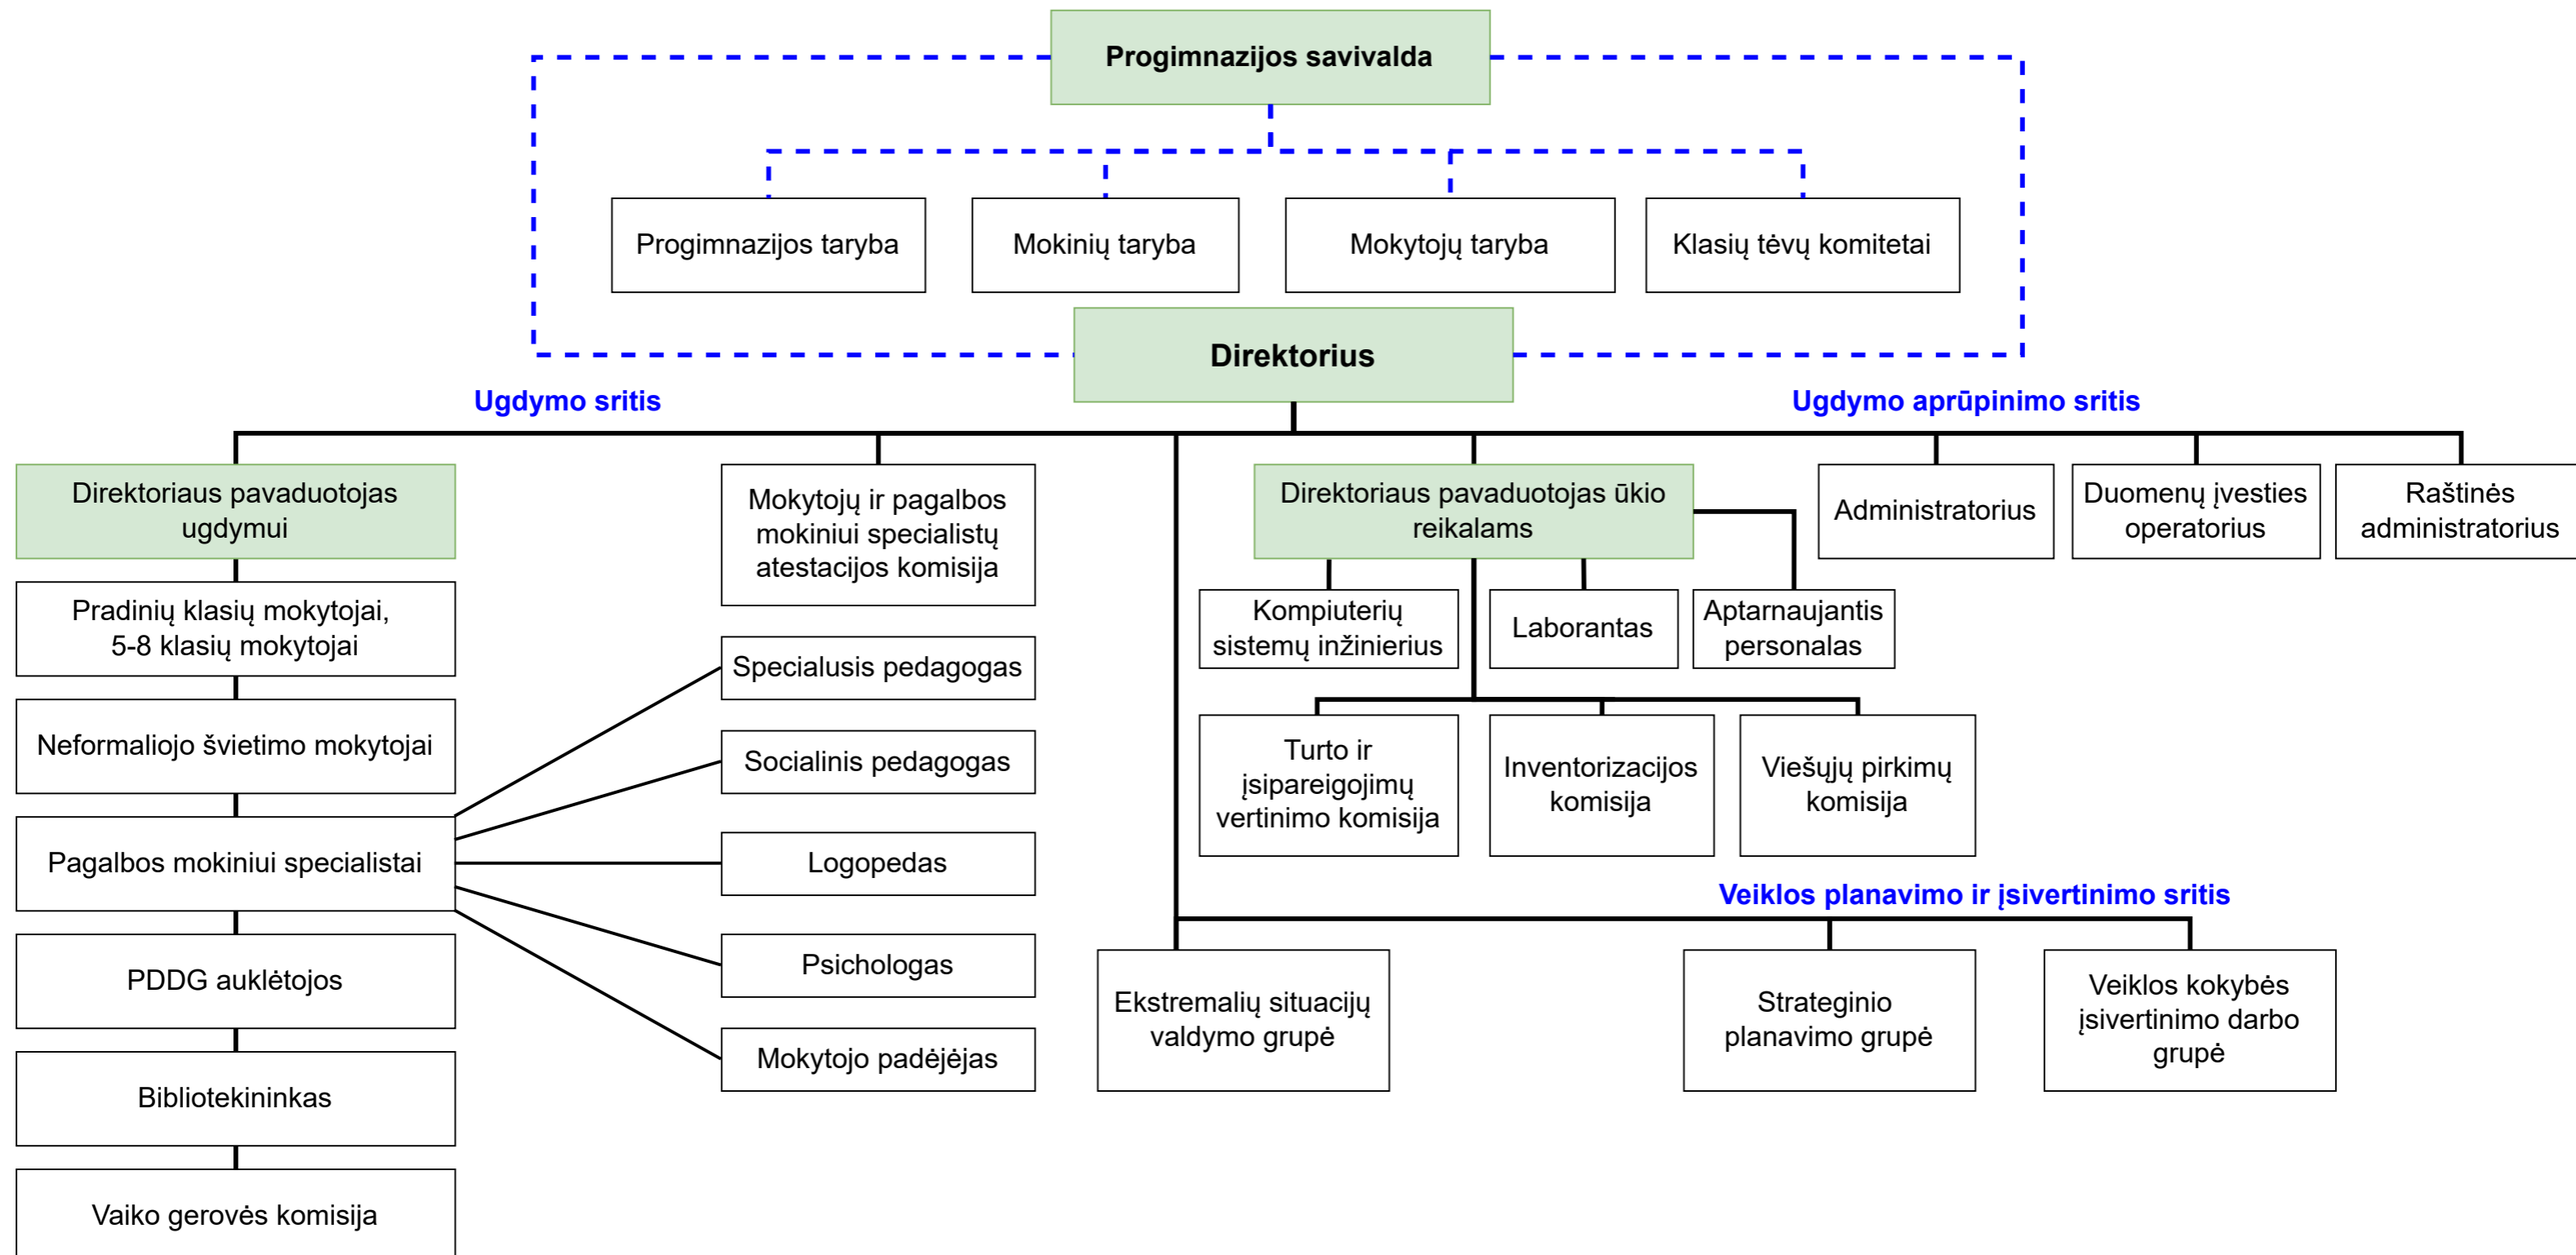 Progimnazijos savivalda
Progimnazijos taryba
Mokinių taryba
Mokytojų taryba
Klasių tėvų komitetai
Direktorius
Ugdymo sritis
Ugdymo aprūpinimo sritis
Direktoriaus pavaduotojas
ugdymui
Mokytojų ir pagalbos
mokiniui specialistų
atestacijos komisija
Direktoriaus pavaduotojas ūkio
reikalams
Administratorius
Duomenų įvesties
operatorius
Raštinės
administratorius
Pradinių klasių mokytojai,
5-8 klasių mokytojai
Kompiuterių
sistemų inžinierius
Laborantas
Aptarnaujantis
personalas
Specialusis pedagogas
Neformaliojo švietimo mokytojai
Socialinis pedagogas
Turto ir
įsipareigojimų
vertinimo komisija
Inventorizacijos
komisija
Viešųjų pirkimų
komisija
Pagalbos mokiniui specialistai
Logopedas
Veiklos planavimo ir įsivertinimo sritis
PDDG auklėtojos
Psichologas
Ekstremalių situacijų
valdymo grupė
Strateginio
planavimo grupė
Veiklos kokybės
įsivertinimo darbo
grupė
Mokytojo padėjėjas
Bibliotekininkas
Vaiko gerovės komisija